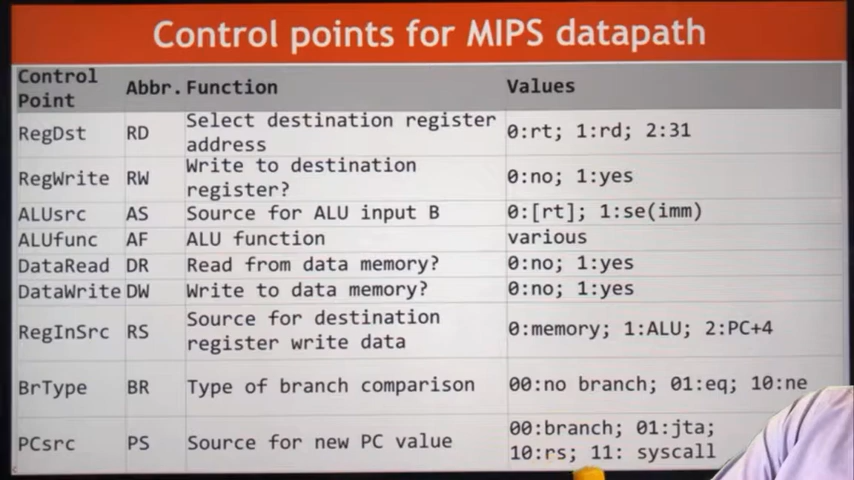 Control points for MIPS datapath
Control Point Abbr. Function Values
RegDst RD Select destination register address 0:rt; 1:rd; 2:31
RegWrite RW Write to destination register? 0:no; 1:yes
ALUsrc AS Source for ALU input B 0:[rt]; 1:se(imm)
ALUfunc AF ALU function various
DataRead DR Read from data memory? 0:no; 1:yes
DataWrite DW Write to data memory? 0:no; 1:yes
RegInSrc RS Source for destination register write data 0:memory; 1:ALU; 2:PC+4
BrType BR Type of branch comparison 00:no branch; 01:eq; 10:ne
PCsrc PS Source for new PC value 00:branch; 01:jta; 10:rs; 11: syscall